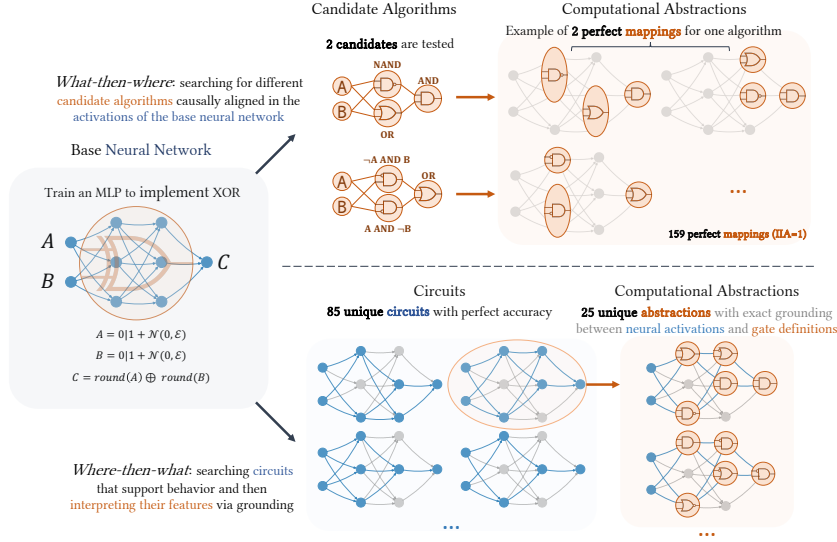 Candidate Algorithms
Computational Abstractions
2 candidates are tested
Example of 2 perfect mappings for one algorithm
What-then-where: searching for different
candidate algorithms causally aligned in the
activations of the base neural network
NAND
A
B
AND
OR
¬A AND B
A
B
OR
A AND ¬B
...
159 perfect mappings (IIA=1)
Base Neural Network
Train an MLP to implement XOR
A
B
C
A = 0|1 + 𝒩(0, ℰ)
B = 0|1 + 𝒩(0, ℰ)
C = round(A) ⊕ round(B)
Circuits
85 unique circuits with perfect accuracy
Computational Abstractions
25 unique abstractions with exact grounding
between neural activations and gate definitions
Where-then-what: searching circuits
that support behavior and then
interpreting their features via grounding
...
...